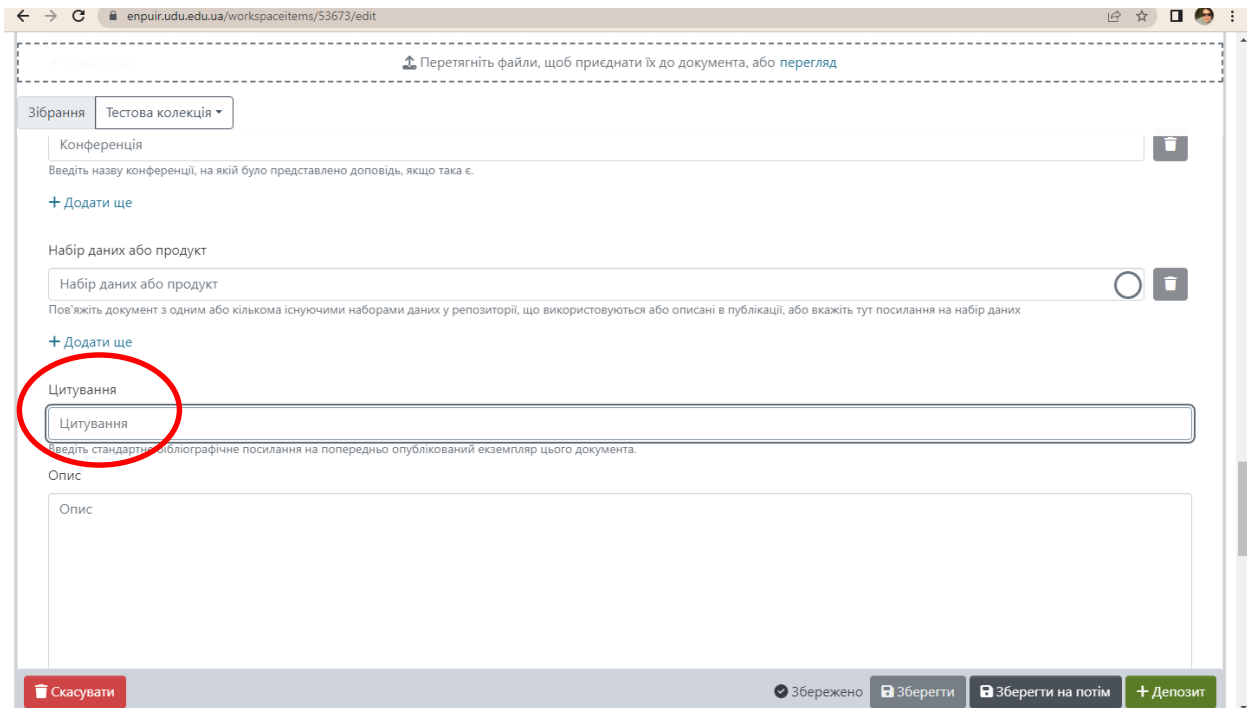 enpuir.udu.edu.ua/workspaceitems/53673/edit
Перетягніть файли, щоб приєднати їх до документа, або перегляд
Зібрання Тестова колекція
Конференція
Введіть назву конференції, на якій було представлено доповідь, якщо така є.
+ Додати ще
Набір даних або продукт
Набір даних або продукт
Пов'яжіть документ з одним або кількома існуючими наборами даних у репозиторії, що використовуються або описані в публікації, або вкажіть тут посилання на набір даних
+ Додати ще
Цитування
Цитування
Введіть стандартне бібліографічне посилання на попередньо опублікований екземпляр цього документа.
Опис
Опис
Скасувати Збережено Зберегти Зберегти на потім + Депозит